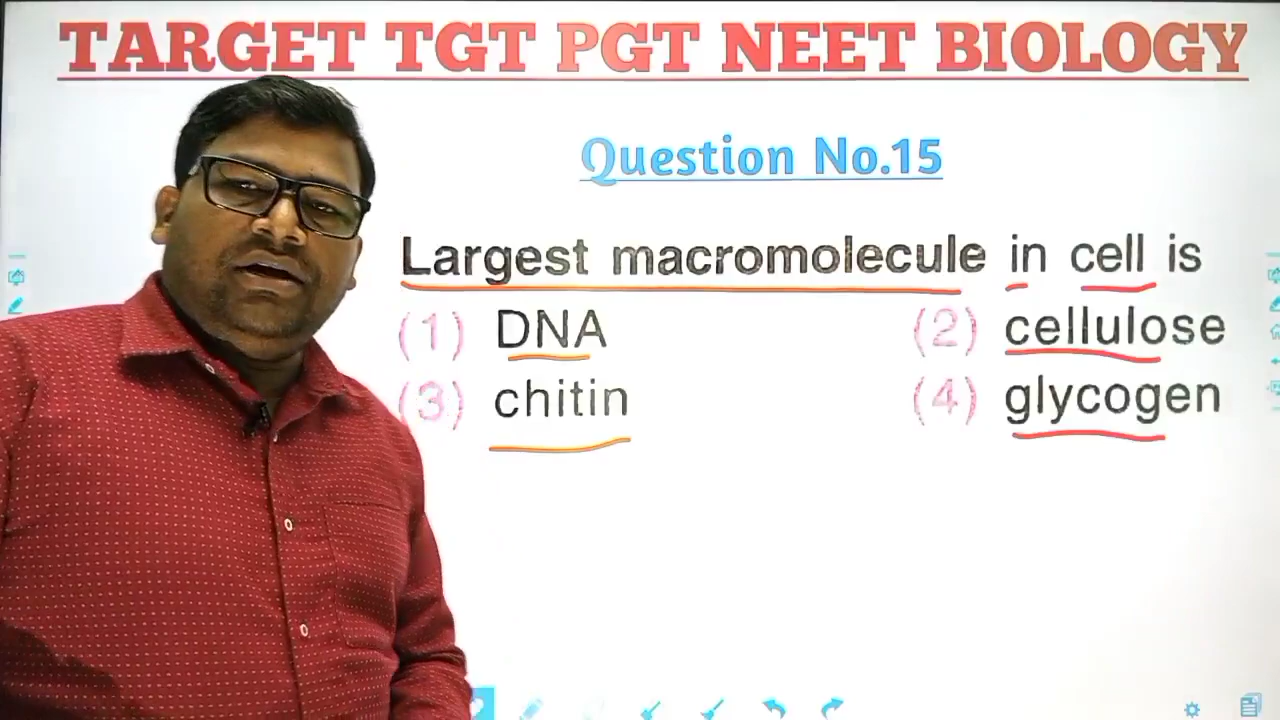 TARGET TGT PGT NEET BIOLOGY
Question No.15
Largest macromolecule in cell is
(1) DNA (2) cellulose
(3) chitin (4) glycogen